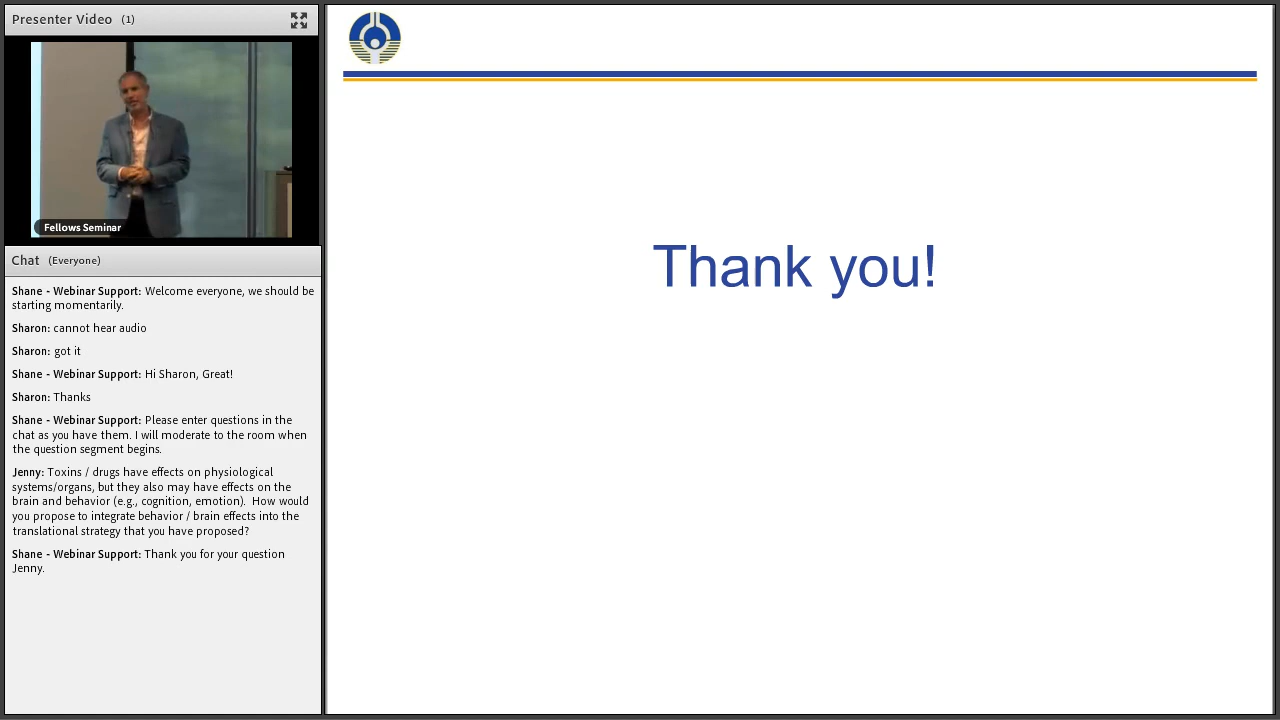 Presenter Video (1)
Fellows Seminar
Chat (Everyone)
Shane - Webinar Support: Welcome everyone, we should be
starting momentarily.
Sharon: cannot hear audio
Sharon: got it
Shane - Webinar Support: Hi Sharon, Great!
Sharon: Thanks
Shane - Webinar Support: Please enter questions in the
chat as you have them. I will moderate to the room when
the question segment begins.
Jenny: Toxins / drugs have effects on physiological
systems/organs, but they also may have effects on the
brain and behavior (e.g., cognition, emotion). How would
you propose to integrate behavior / brain effects into the
translational strategy that you have proposed?
Shane - Webinar Support: Thank you for your question
Jenny.
Thank you!